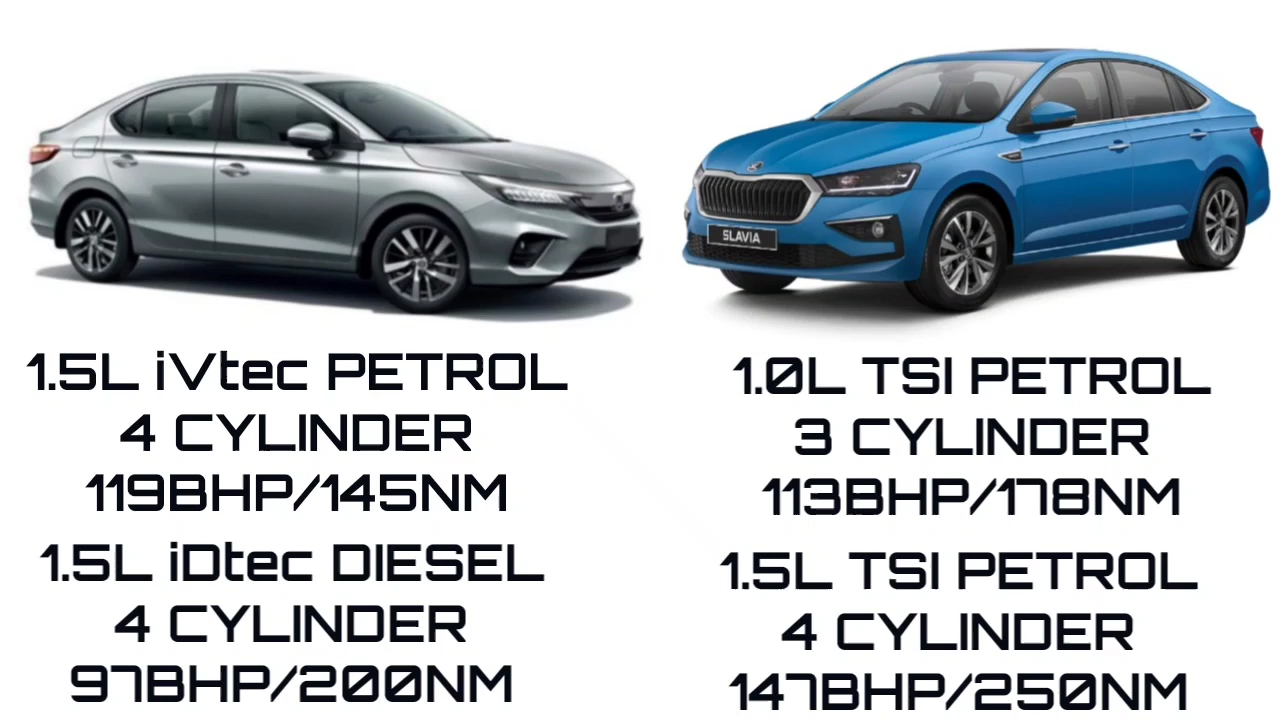 SLAVIA
1.5L iVtec PETROL
4 CYLINDER
119BHP/145NM
1.5L iDtec DIESEL
4 CYLINDER
97BHP/200NM
1.0L TSI PETROL
3 CYLINDER
113BHP/178NM
1.5L TSI PETROL
4 CYLINDER
147BHP/250NM